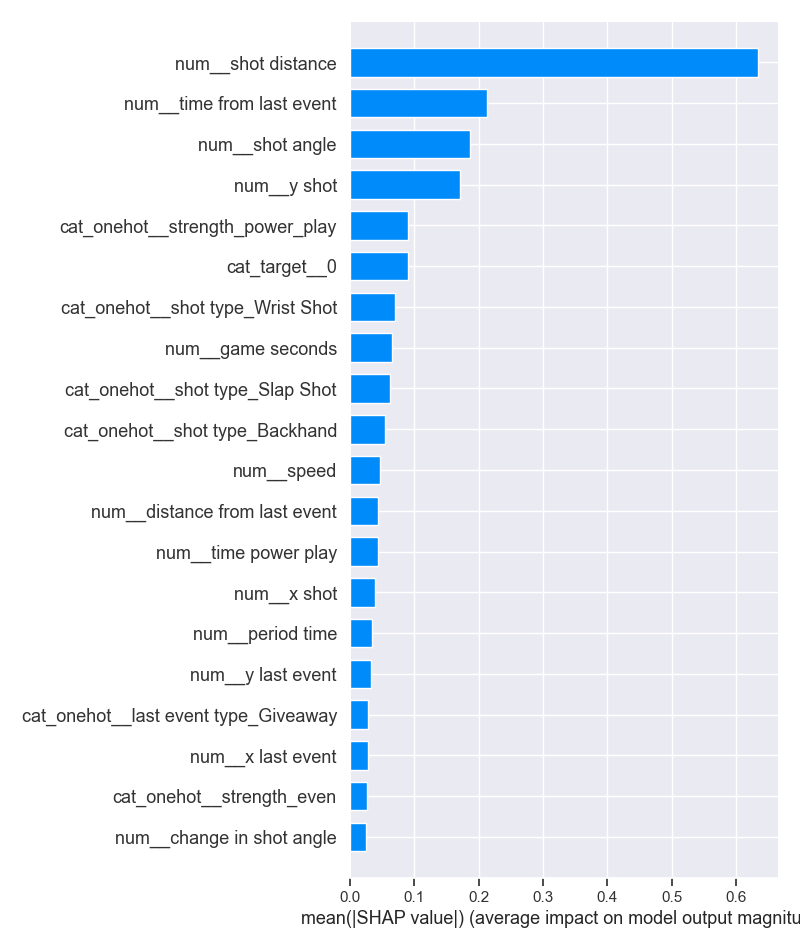 num__shot distance
num__time from last event
num__shot angle
num__y shot
cat_onehot__strength_power_play
cat_target__0
cat_onehot__shot type_Wrist Shot
num__game seconds
cat_onehot__shot type_Slap Shot
cat_onehot__shot type_Backhand
num__speed
num__distance from last event
num__time power play
num__x shot
num__period time
num__y last event
cat_onehot__last event type_Giveaway
num__x last event
cat_onehot__strength_even
num__change in shot angle
0.0 0.1 0.2 0.3 0.4 0.5 0.6
mean(|SHAP value|) (average impact on model output magnitu